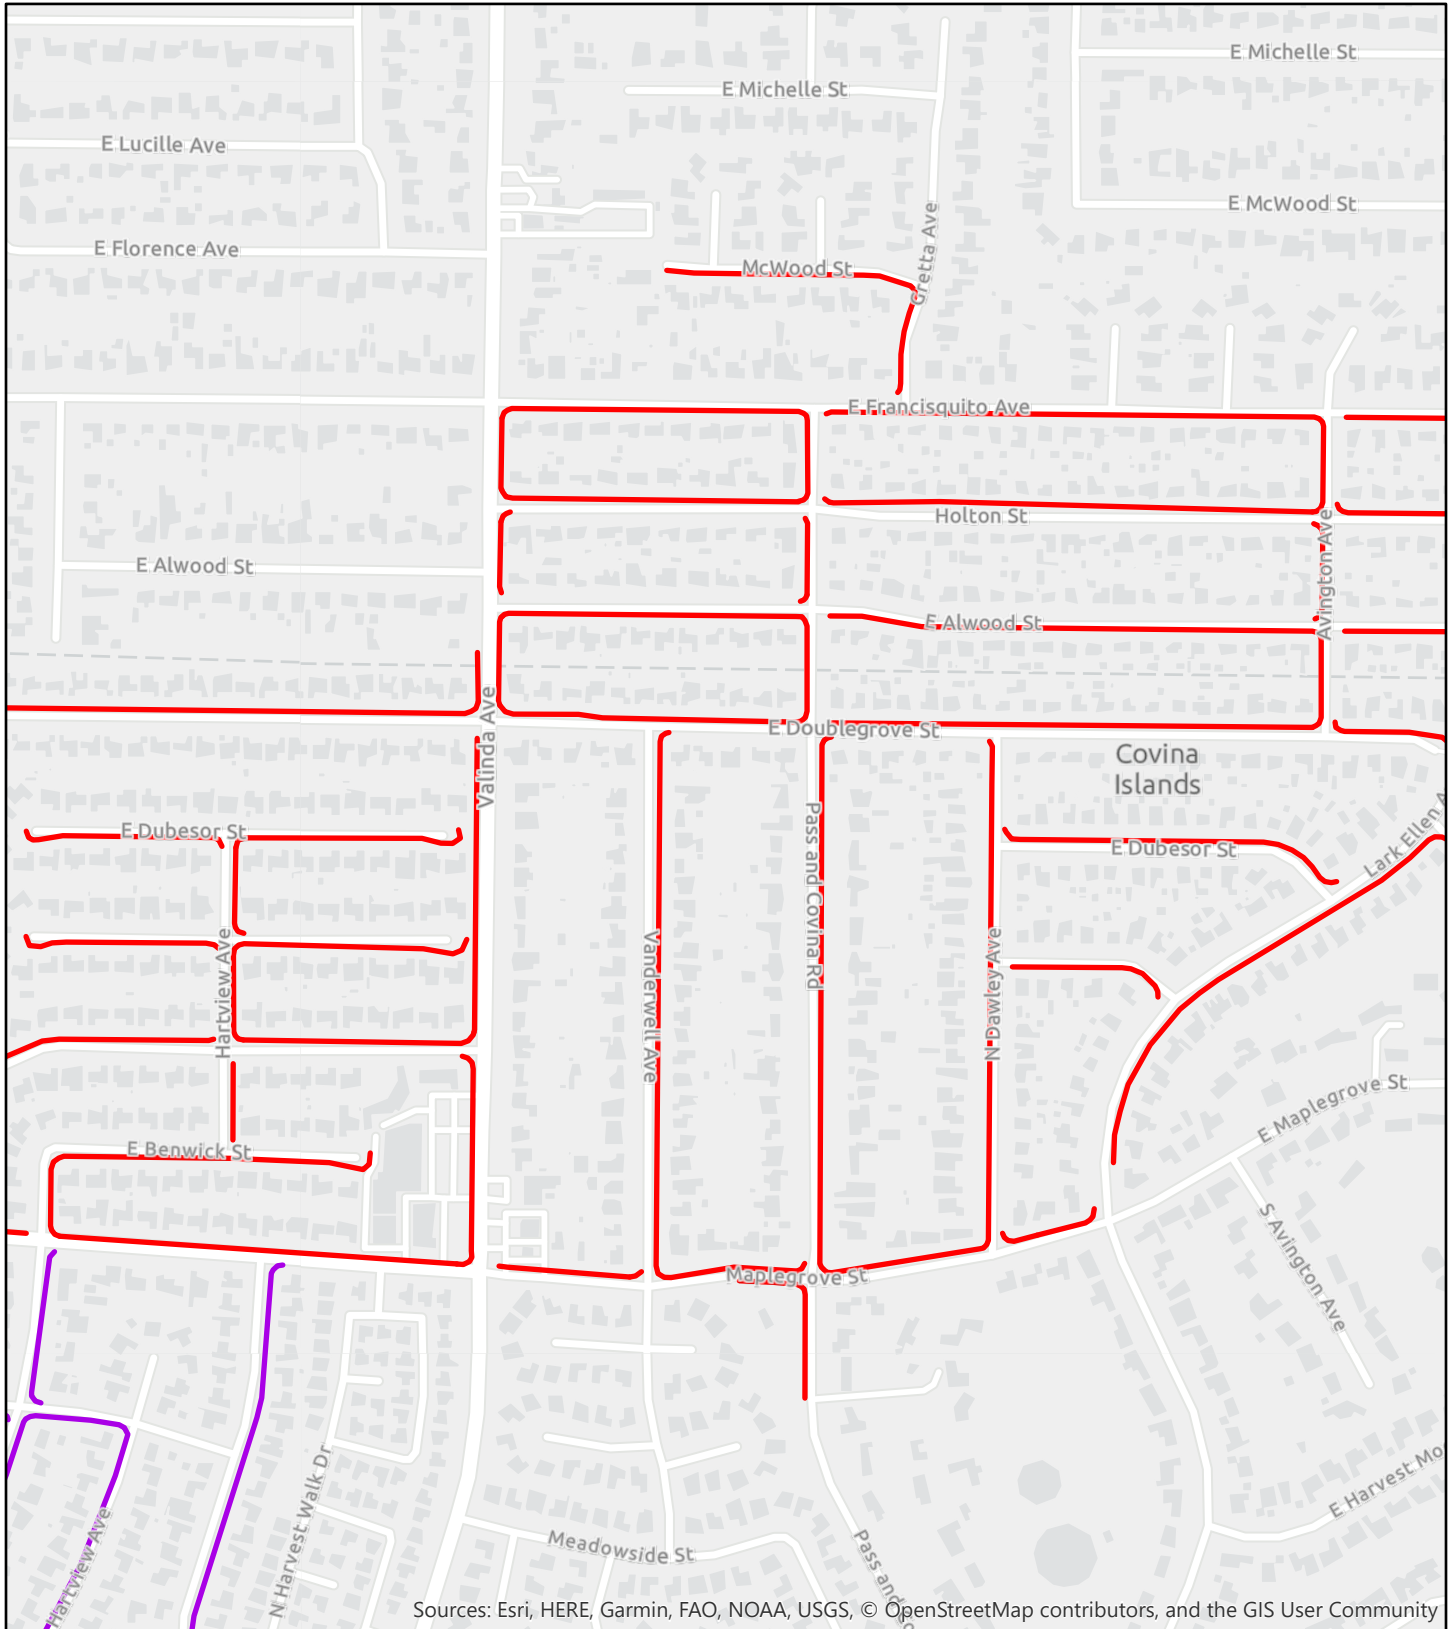 E Michelle St
E Michelle St
E Lucille Ave
E McWood St
E Florence Ave
Gretta Ave
McWood St
E Francisquito Ave
Holton St
Avington Ave
E Alwood St
E Alwood St
Valinda Ave
E Doublegrove St
Covina
Islands
Lark Ellen A
E Dubesor St
E Dubesor St
Pass and Covina Rd
Hartview Ave
Vanderwell Ave
N Dawley Ave
E Maplegrove St
E Benwick St
S Avington Ave
Maplegrove St
N Harvest Walk Dr
E Harvest Mo
Hartview Ave
Meadowside St
Pass and
Sources: Esri, HERE, Garmin, FAO, NOAA, USGS, © OpenStreetMap contributors, and the GIS User Community